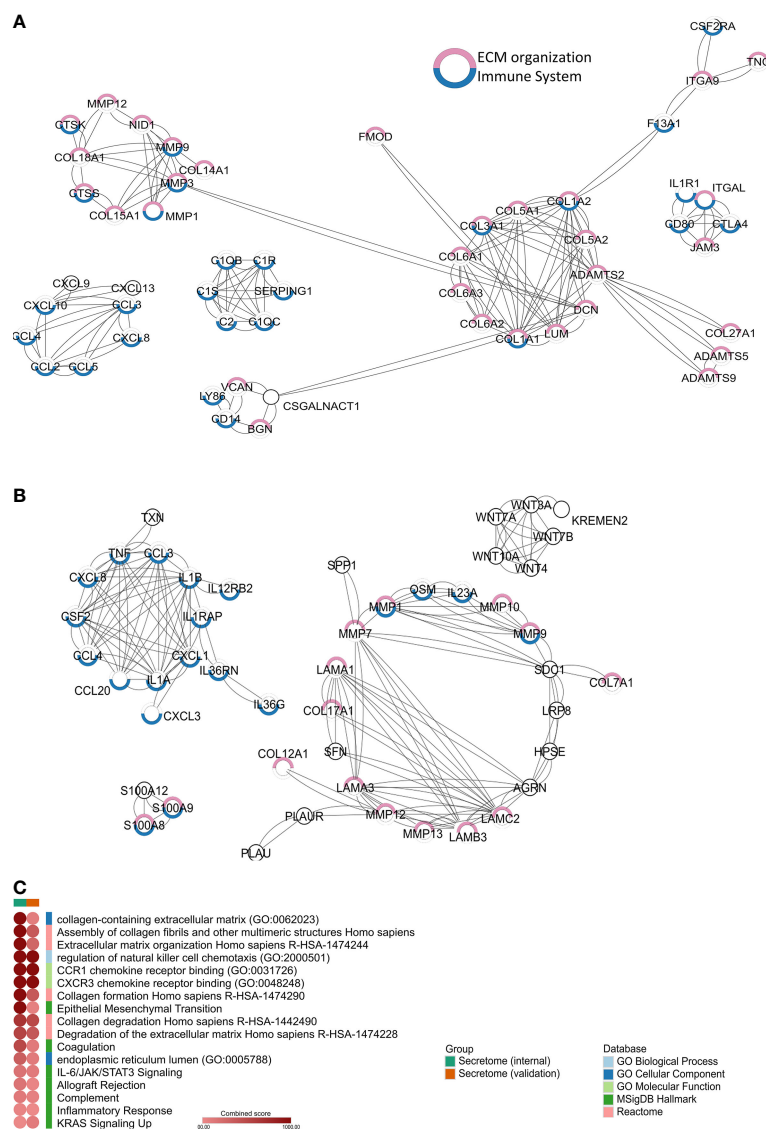 A
ECM organization
Immune System
CSF2RA
ITGA9
F13A1
MMP12
NID1
MMP9
COL18A1
COL14A1
MMP3
COL15A1
MMP1
FMOD
IL1R1
ITGAL
CD80
CTLA4
JAM3
COL1A2
COL5A1
COL3A1
COL5A2
COL6A1
ADAMTS2
COL6A3
DCN
COL6A2
LUM
COL1A1
COL27A1
ADAMTS5
ADAMTS9
C1QB
C1R
C1S
SERPING1
C2
C1QC
CXCL9
CXCL13
CXCL10
CCL3
CCL4
CXCL8
CCL2
CCL5
VCAN
LY86
CSGALNACT1
CD14
BGN
B
TXN
TNF
CCL3
CXCL8
IL1B
IL12RB2
CSF2
IL1RAP
CCL4
CXCL1
IL36RN
CCL20
IL1A
CXCL3
IL36G
WNT3A
WNT7A
KREMEN2
WNT7B
WNT10A
WNT4
SPP1
OSM
IL23A
MMP1
MMP10
MMP7
MMP9
SDC1
LAMA1
COL7A1
COL17A1
LRP8
SFN
HPSE
COL12A1
LAMA3
AGRN
MMP12
LAMC2
MMP13
LAMB3
PLAUR
PLAU
S100A12
S100A9
S100A8
C
collagen-containing extracellular matrix (GO:0062023)
Assembly of collagen fibrils and other multimeric structures Homo sapiens
Extracellular matrix organization Homo sapiens R-HSA-1474244
regulation of natural killer cell chemotaxis (GO:2000501)
CCR1 chemokine receptor binding (GO:0031726)
CXCR3 chemokine receptor binding (GO:0048248)
Collagen formation Homo sapiens R-HSA-1474290
Epithelial Mesenchymal Transition
Collagen degradation Homo sapiens R-HSA-1442490
Degradation of the extracellular matrix Homo sapiens R-HSA-1474228
Coagulation
endoplasmic reticulum lumen (GO:0005788)
IL-6/JAK/STAT3 Signaling
Allograft Rejection
Complement
Inflammatory Response
KRAS Signaling Up
Combined score
1000.00
Group
Secretome (internal)
Secretome (validation)
Database
GO Biological Process
GO Cellular Component
GO Molecular Function
MSigDB Hallmark
Reactome